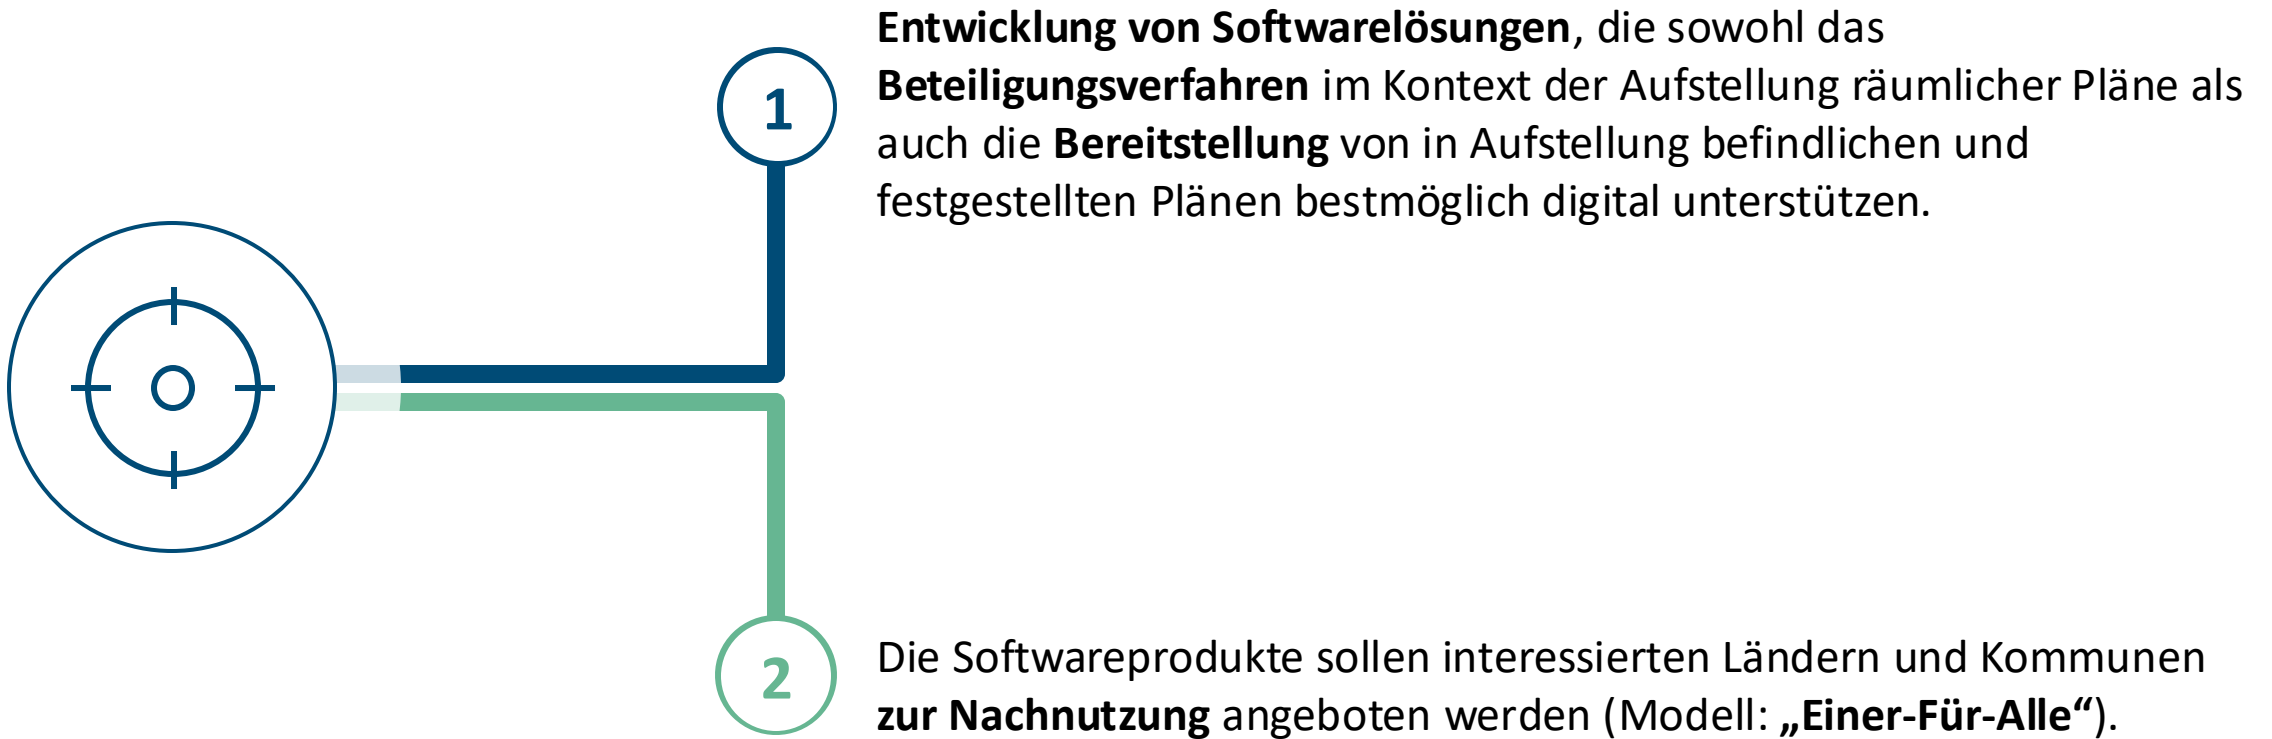 1
Entwicklung von Softwarelösungen, die sowohl das
Beteiligungsverfahren im Kontext der Aufstellung räumlicher Pläne als
auch die Bereitstellung von in Aufstellung befindlichen und
festgestellten Plänen bestmöglich digital unterstützen.
2
Die Softwareprodukte sollen interessierten Ländern und Kommunen
zur Nachnutzung angeboten werden (Modell: „Einer-Für-Alle“).